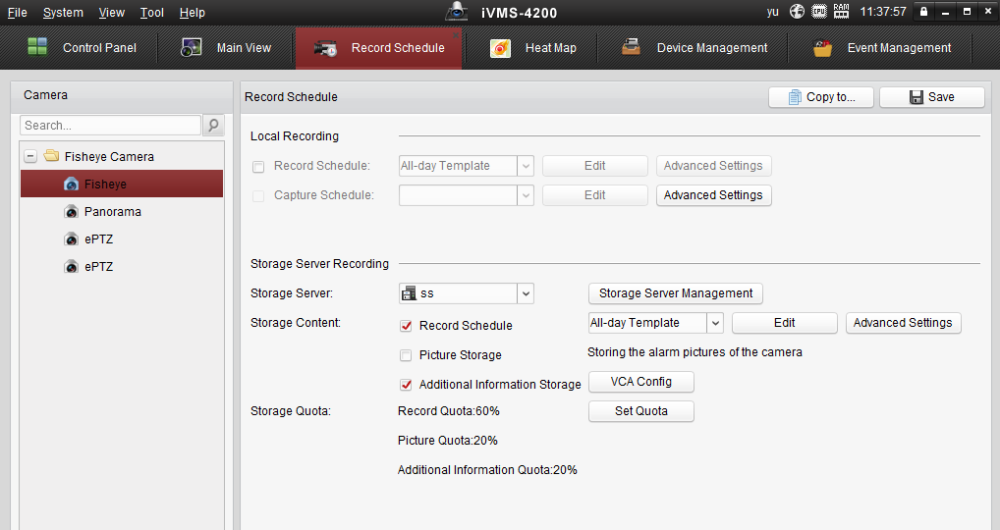 File System View Tool Help iVMS-4200 yu CPU RAM 11:37:57
Control Panel Main View Record Schedule Heat Map Device Management Event Management
Camera
Search...
Fisheye Camera
Fisheye
Panorama
ePTZ
ePTZ
Record Schedule Copy to... Save
Local Recording
Record Schedule: All-day Template Edit Advanced Settings
Capture Schedule: Edit Advanced Settings
Storage Server Recording
Storage Server: ss Storage Server Management
Storage Content: Record Schedule All-day Template Edit Advanced Settings
Picture Storage Storing the alarm pictures of the camera
Additional Information Storage VCA Config
Storage Quota: Record Quota:60% Set Quota
Picture Quota:20%
Additional Information Quota:20%